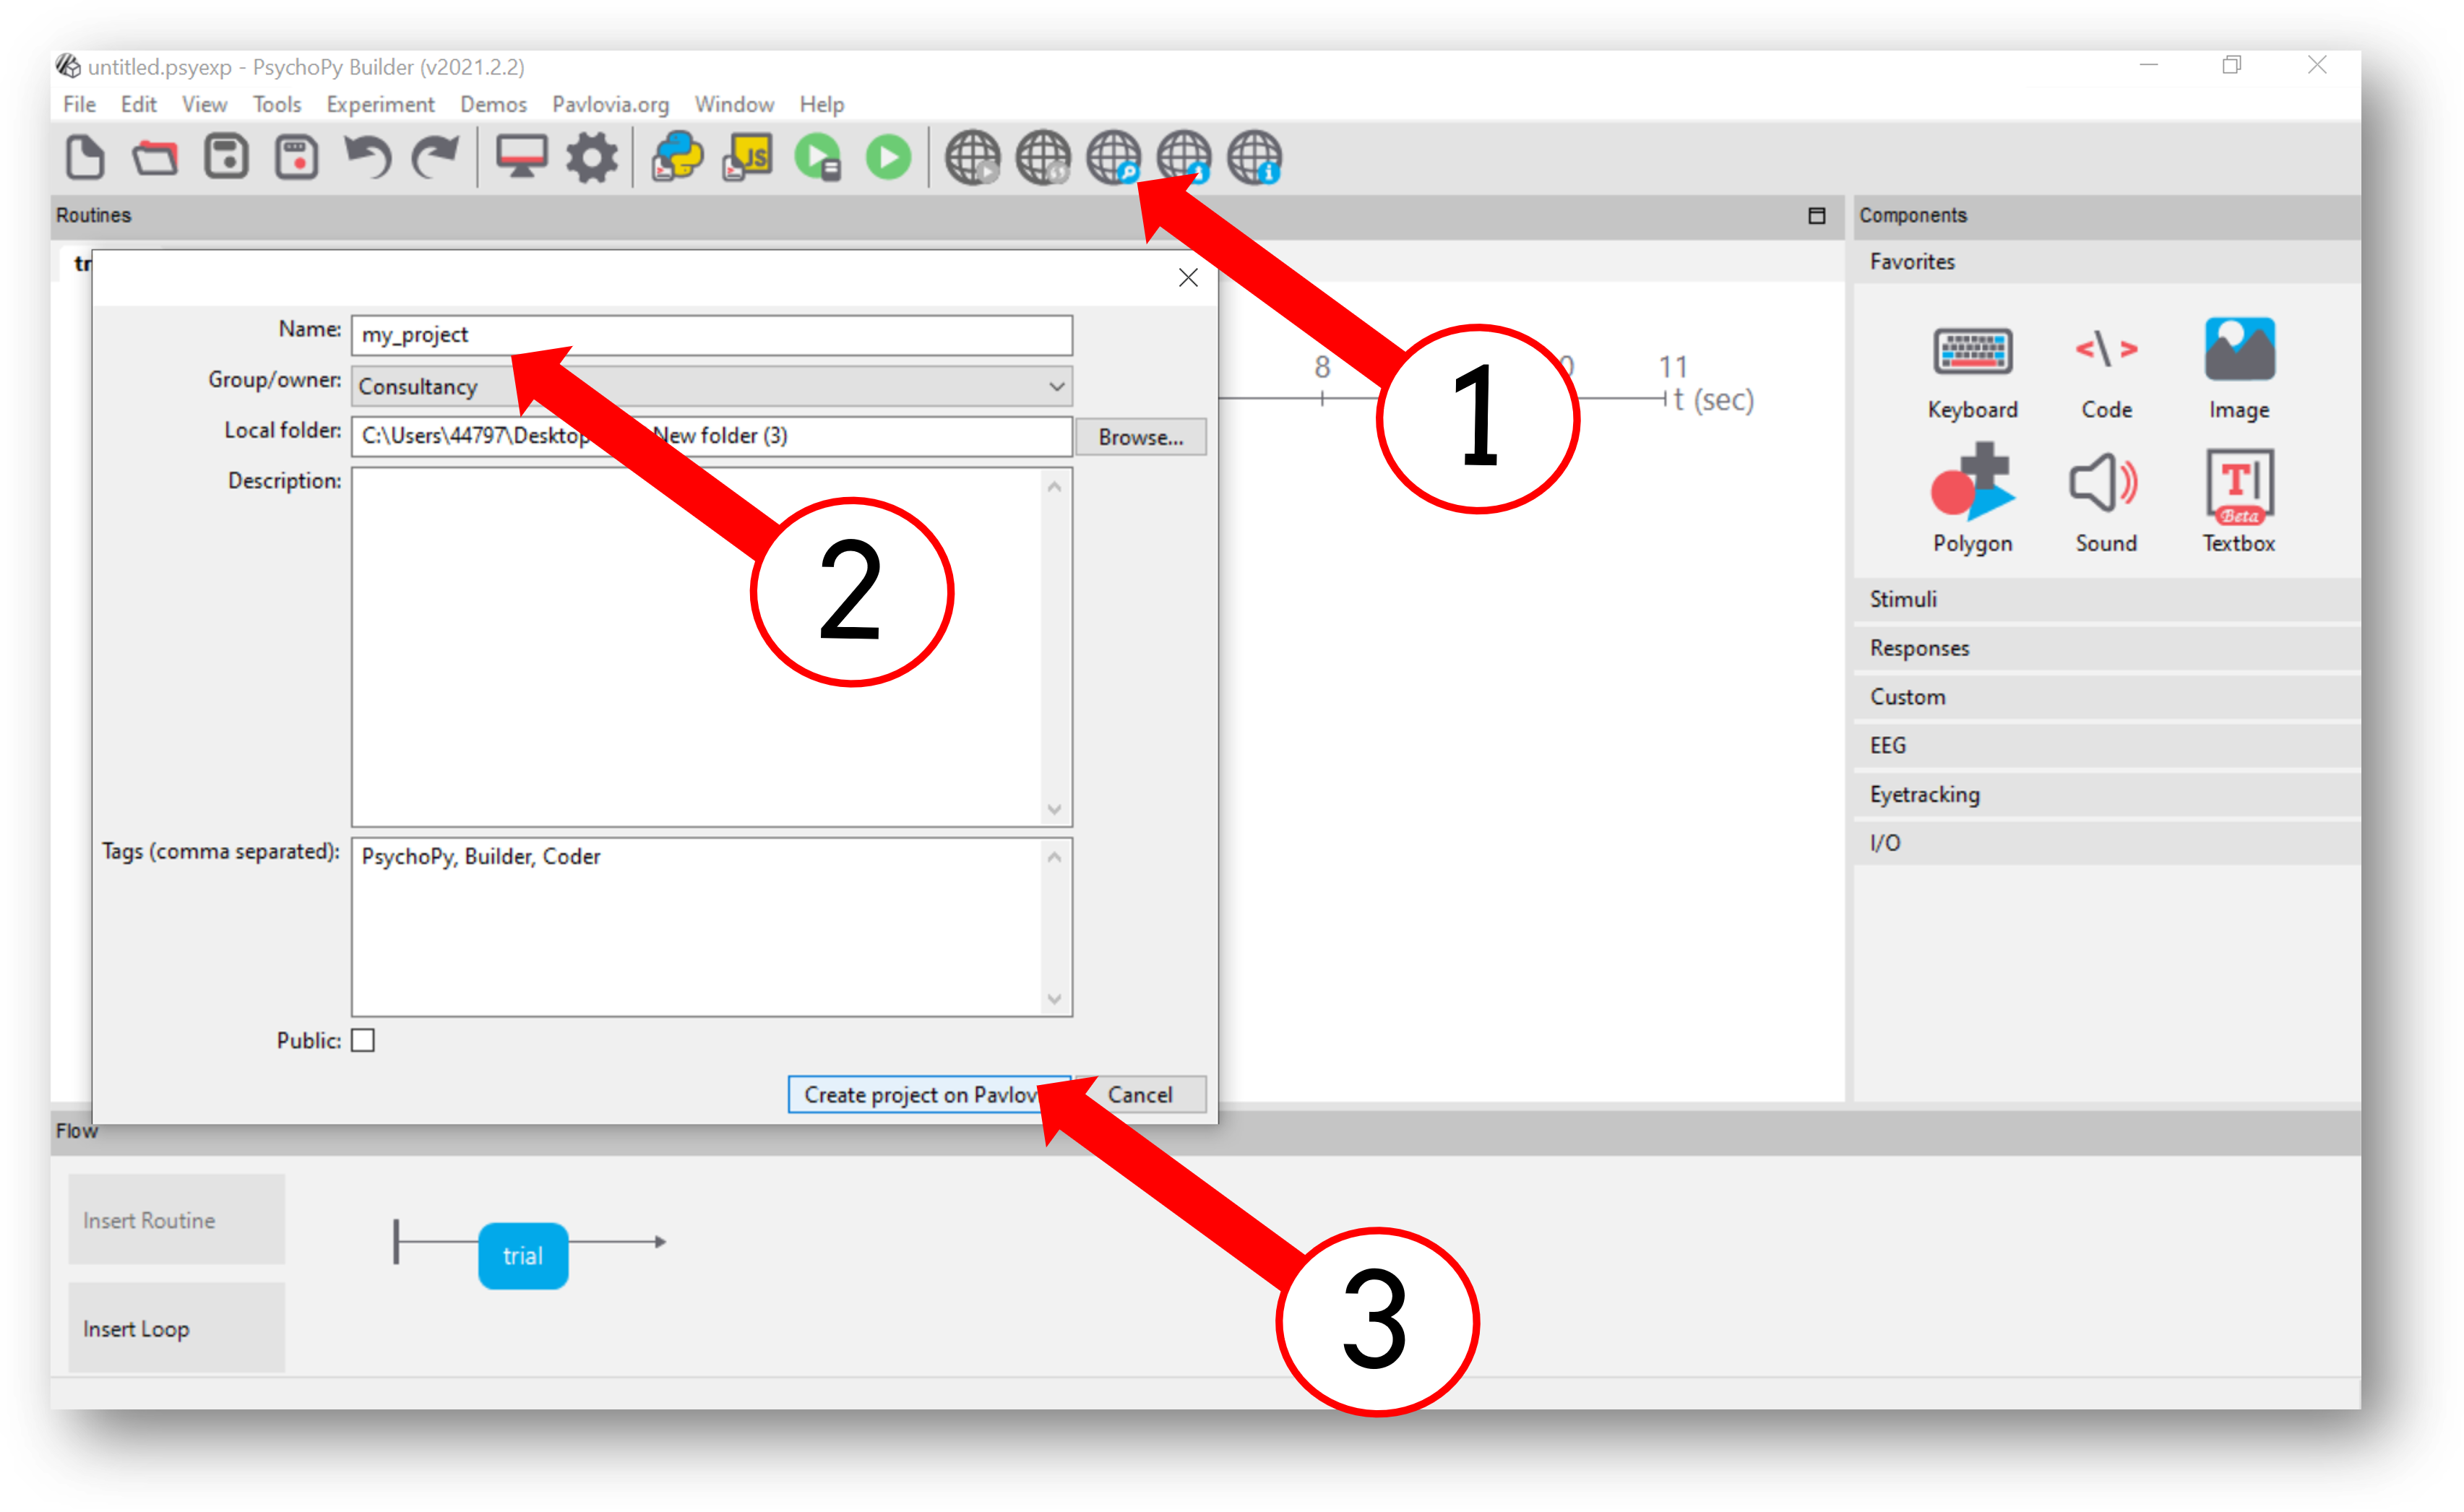 untitled.psyexp - PsychoPy Builder (v2021.2.2)
File Edit View Tools Experiment Demos Pavlovia.org Window Help
JS
Routines
Components
tr
Favorites
Name: my_project
Group/owner: Consultancy
Local folder: C:\Users\44797\Desktop New folder (3) Browse...
Description:
8 11
t (sec)
1
Keyboard Code Image
T
Beta
Polygon Sound Textbox
2
Stimuli
Responses
Custom
EEG
Eyetracking
I/O
Tags (comma separated): PsychoPy, Builder, Coder
Public:
Create project on Pavlov Cancel
Flow
Insert Routine
trial
Insert Loop
3